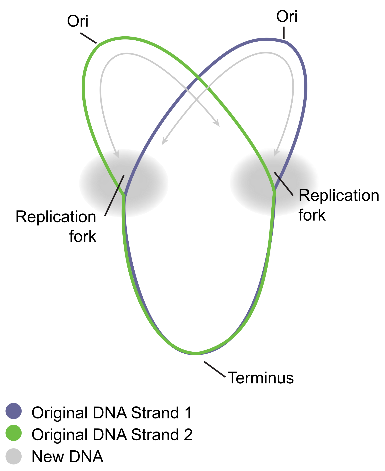 Ori
Ori
Replication
fork
Replication
fork
Terminus
Original DNA Strand 1
Original DNA Strand 2
New DNA